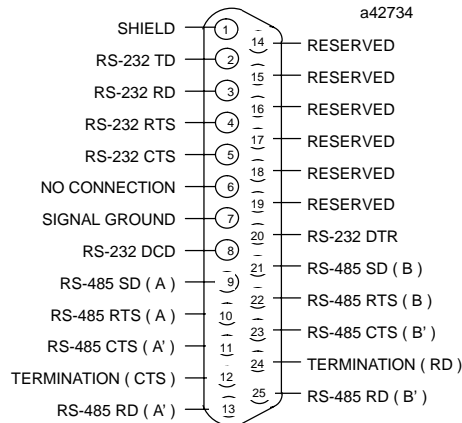 a42734
SHIELD 1
RS-232 TD 2
RS-232 RD 3
RS-232 RTS 4
RS-232 CTS 5
NO CONNECTION 6
SIGNAL GROUND 7
RS-232 DCD 8
RS-485 SD ( A ) 9
RS-485 RTS ( A ) 10
RS-485 CTS ( A' ) 11
TERMINATION ( CTS ) 12
RS-485 RD ( A' ) 13
14 RESERVED
15 RESERVED
16 RESERVED
17 RESERVED
18 RESERVED
19 RESERVED
20 RS-232 DTR
21 RS-485 SD ( B )
22 RS-485 RTS ( B )
23 RS-485 CTS ( B' )
24 TERMINATION ( RD )
25 RS-485 RD ( B' )